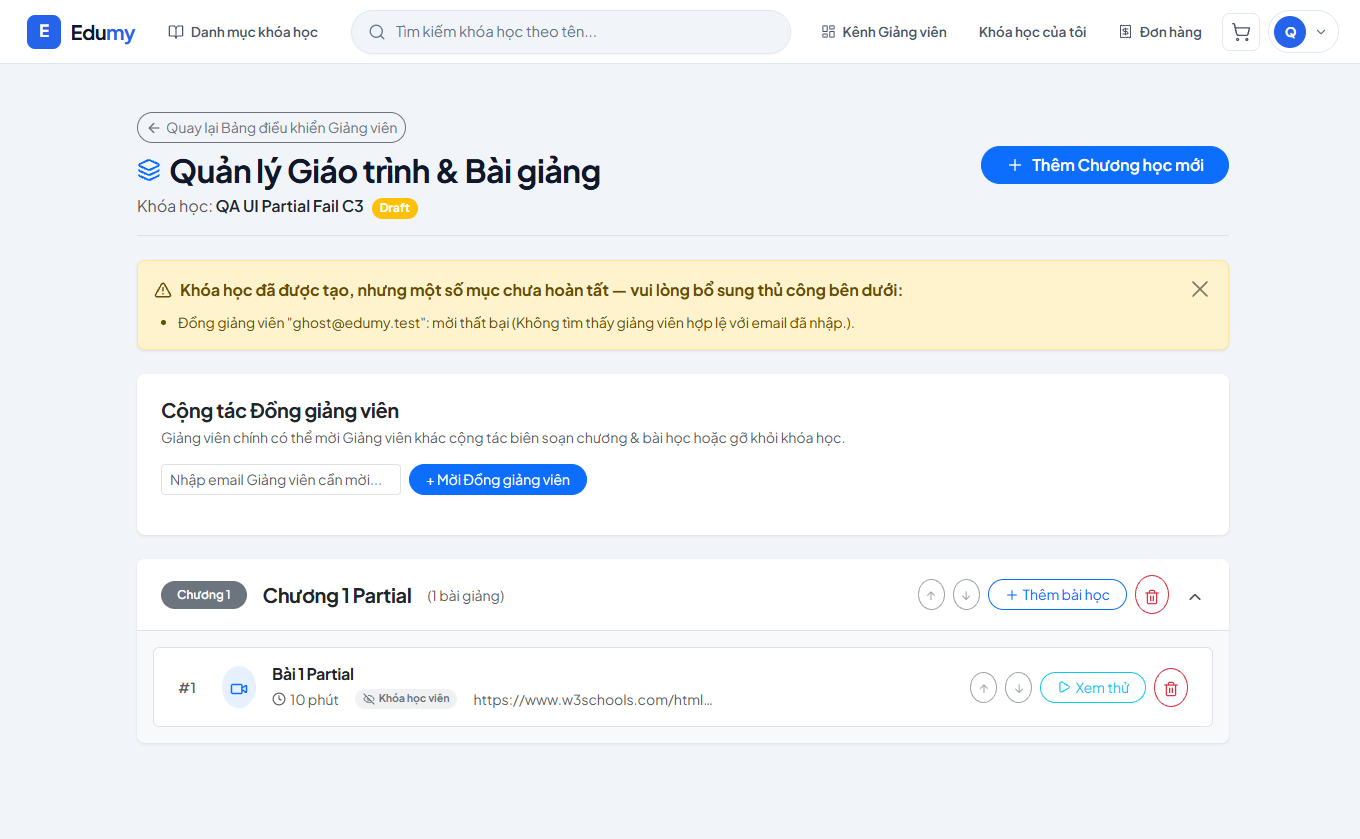 E Edumy Danh mục khóa học Tìm kiếm khóa học theo tên... Kênh Giảng viên Khóa học của tôi Đơn hàng Q
Quay lại Bảng điều khiển Giảng viên
Quản lý Giáo trình & Bài giảng
+ Thêm Chương học mới
Khóa học: QA UI Partial Fail C3 Draft
Khóa học đã được tạo, nhưng một số mục chưa hoàn tất — vui lòng bổ sung thủ công bên dưới:
• Đồng giảng viên "ghost@edumy.test": mời thất bại (Không tìm thấy giảng viên hợp lệ với email đã nhập.).
Cộng tác Đồng giảng viên
Giảng viên chính có thể mời Giảng viên khác cộng tác biên soạn chương & bài học hoặc gỡ khỏi khóa học.
Nhập email Giảng viên cần mời... + Mời Đồng giảng viên
Chương 1 Chương 1 Partial (1 bài giảng) + Thêm bài học
#1 Bài 1 Partial
10 phút Khóa học viên https://www.w3schools.com/html... Xem thử